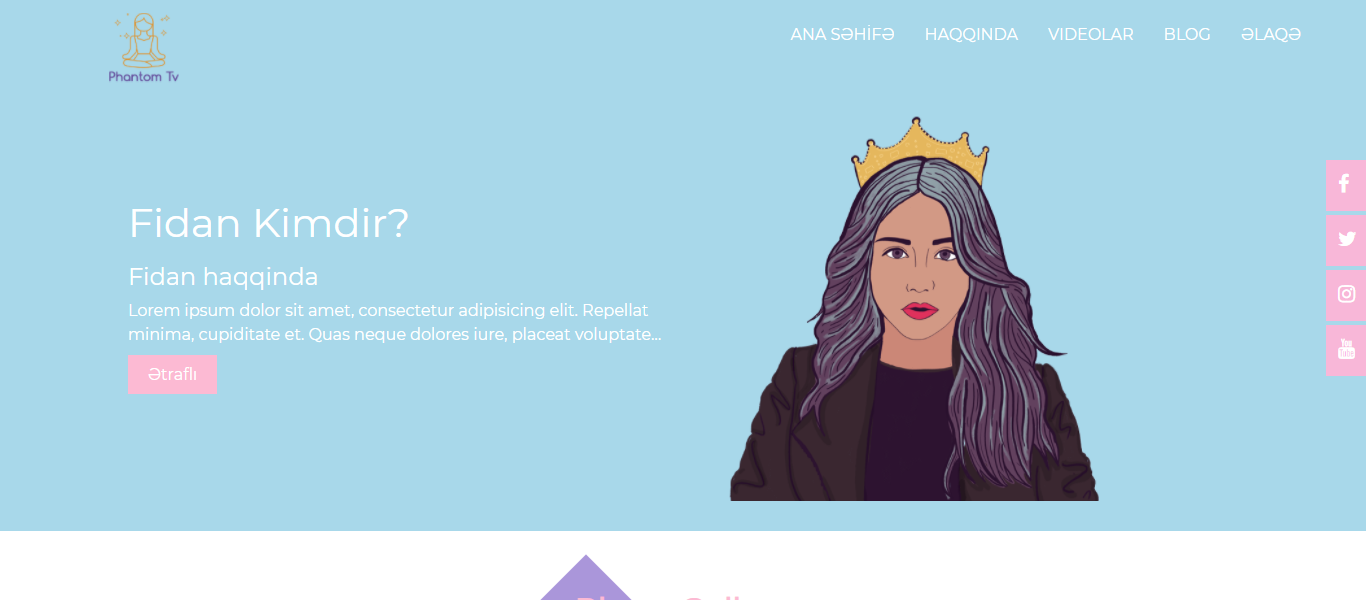 Phantom Tv
ANA SƏHİFƏ HAQQINDA VIDEOLAR BLOG ƏLAQƏ
Fidan Kimdir?
Fidan haqqinda
Lorem ipsum dolor sit amet, consectetur adipisicing elit. Repellat
minima, cupiditate et. Quas neque dolores iure, placeat voluptate...
Ətraflı
You
Tube